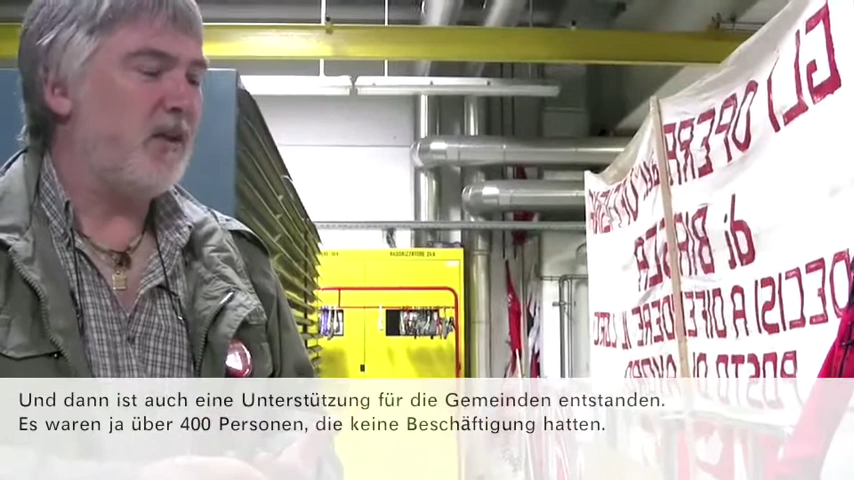 GLI OPERAI
di BIASCA
DECISI A DIFENDERE IL LORO
POSTO DI LAVORO
Und dann ist auch eine Unterstützung für die Gemeinden entstanden.
Es waren ja über 400 Personen, die keine Beschäftigung hatten.